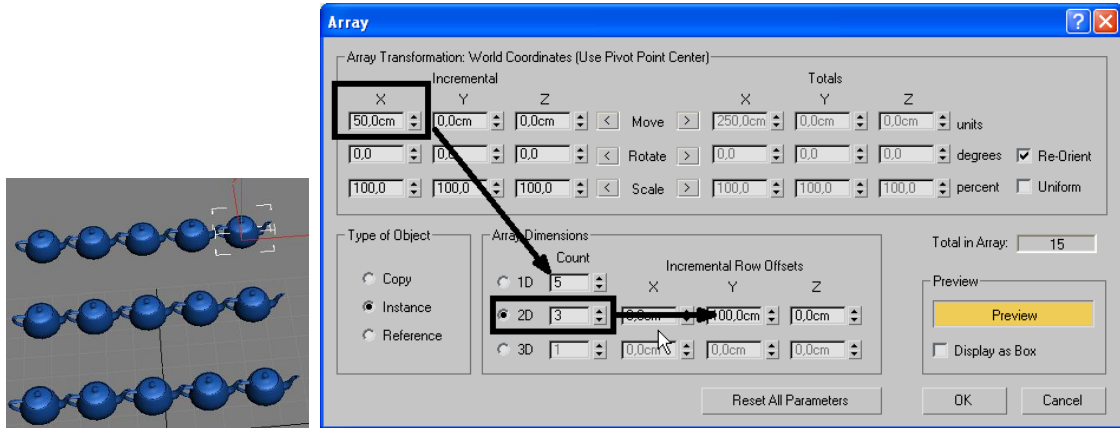 Array
Array Transformation: World Coordinates (Use Pivot Point Center)
Incremental Totals
X Y Z X Y Z
50,0cm 0,0cm 0,0cm < Move > 250,0cm 0,0cm 0,0cm units
0,0 0,0 0,0 < Rotate > 0,0 0,0 0,0 degrees Re-Orient
100,0 100,0 100,0 < Scale > 100,0 100,0 100,0 percent Uniform
Type of Object Array Dimensions Total in Array: 15
Count Incremental Row Offsets Preview
Copy 1D 5 X Y Z
Instance 2D 3 0,0cm 100,0cm 0,0cm Preview
Reference 3D 1 0,0cm 0,0cm 0,0cm Display as Box
Reset All Parameters OK Cancel